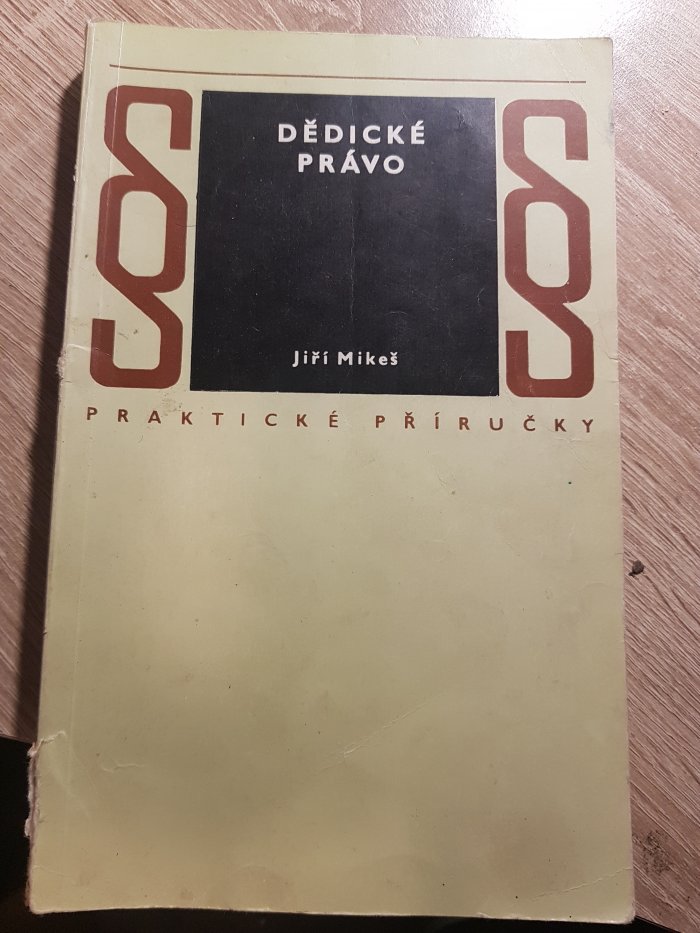 § §
DĚDICKÉ
PRÁVO
Jiří Mikeš
PRAKTICKÉ PŘÍRUČKY